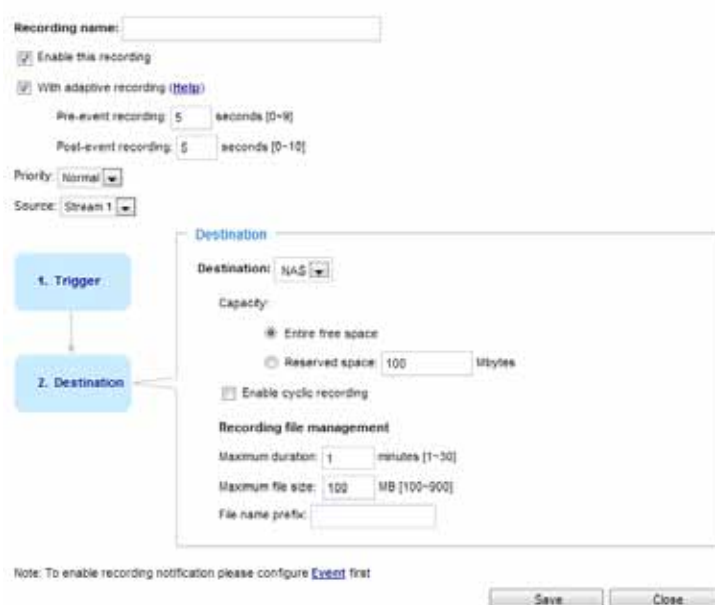 Recording name:
Enable this recording
With adaptive recording (Help)
Pre-event recording: 5 seconds [0~9]
Post-event recording: 5 seconds [0~10]
Priority: Normal
Source: Stream 1
1. Trigger
2. Destination
Destination
Destination: NAS
Capacity:
Entire free space
Reserved space: 100 Mbytes
Enable cyclic recording
Recording file management
Maximum duration: 1 minutes [1~30]
Maximum file size: 100 MB [100~900]
File name prefix:
Note: To enable recording notification please configure Event first
Save Close